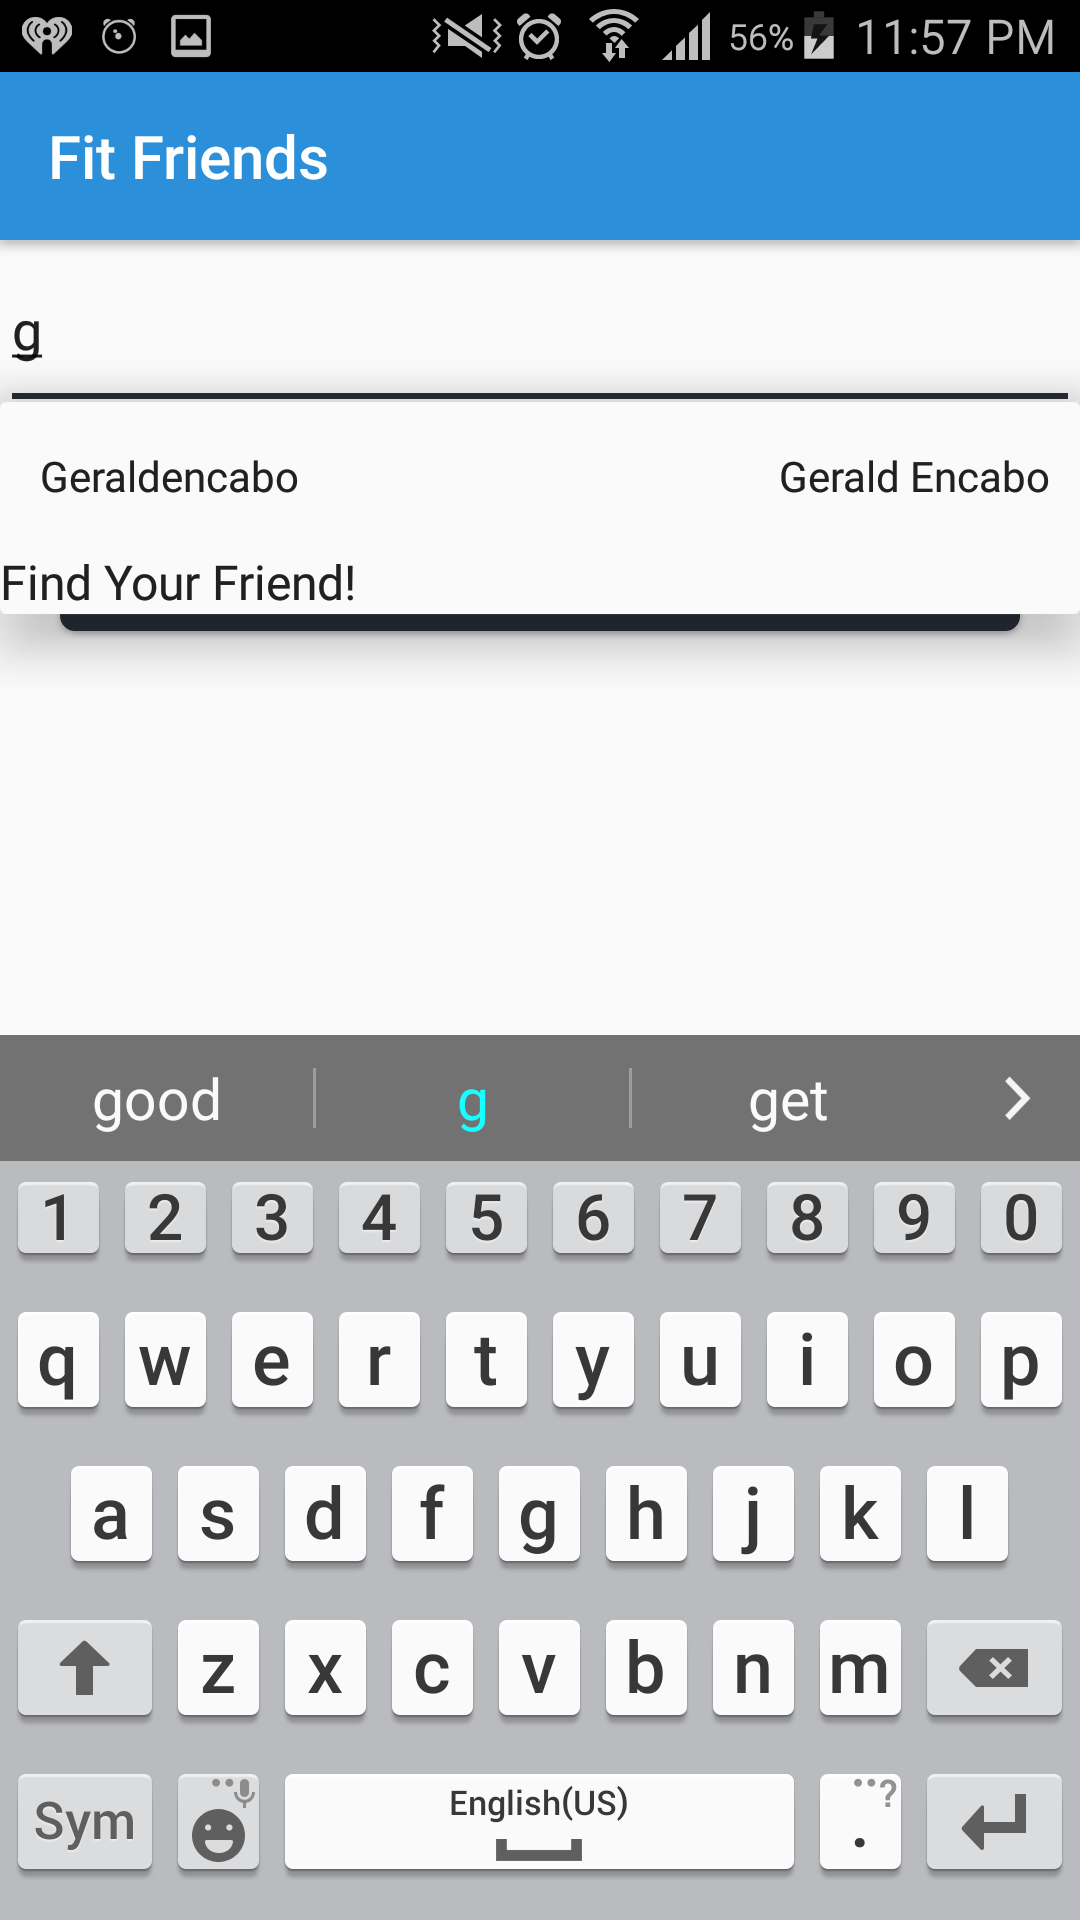 56% 11:57 PM
Fit Friends
g
Geraldencabo Gerald Encabo
Find Your Friend!
good g get
1 2 3 4 5 6 7 8 9 0
q w e r t y u i o p
a s d f g h j k l
z x c v b n m
Sym English(US) . ?